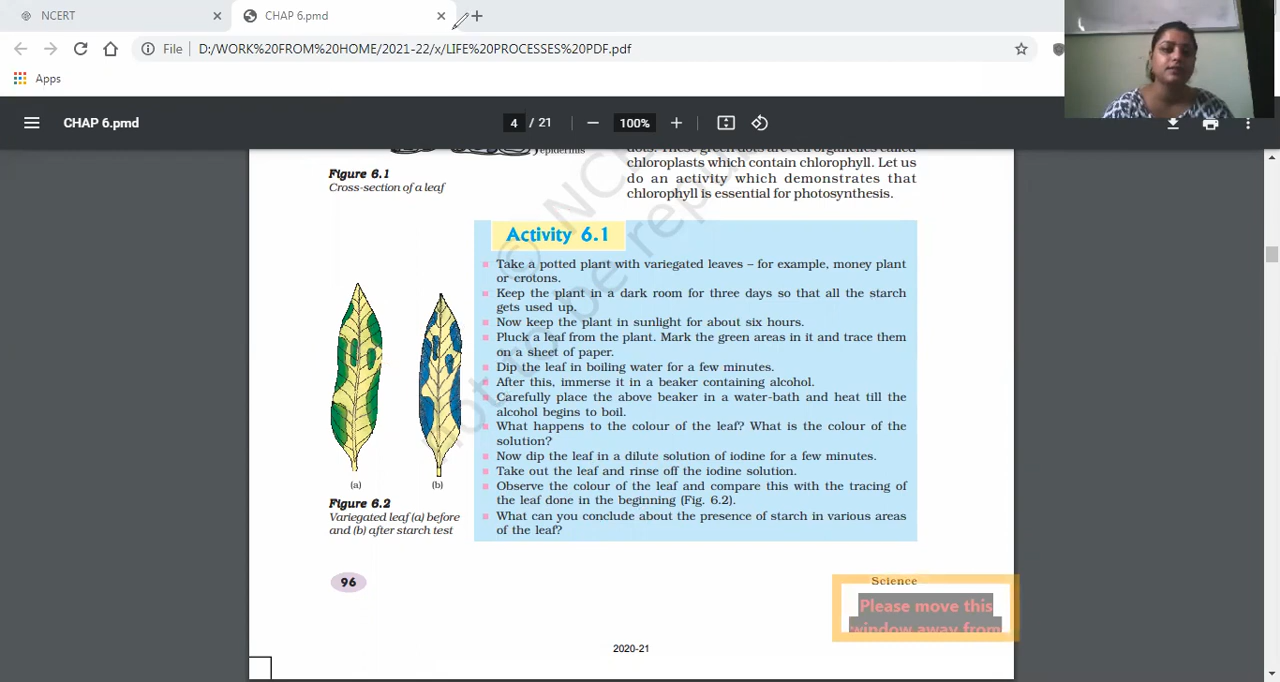 NCERT
CHAP 6.pmd
File
D:/WORK%20FROM%20HOME/2021-22/x/LIFE%20PROCESSES%20PDF.pdf
Apps
CHAP 6.pmd
4 / 21
100%
epidermis
dots. These green dots are cell organelles called
chloroplasts which contain chlorophyll. Let us
do an activity which demonstrates that
chlorophyll is essential for photosynthesis.
Figure 6.1
Cross-section of a leaf
Activity 6.1
Take a potted plant with variegated leaves – for example, money plant
or crotons.
Keep the plant in a dark room for three days so that all the starch
gets used up.
Now keep the plant in sunlight for about six hours.
Pluck a leaf from the plant. Mark the green areas in it and trace them
on a sheet of paper.
Dip the leaf in boiling water for a few minutes.
After this, immerse it in a beaker containing alcohol.
Carefully place the above beaker in a water-bath and heat till the
alcohol begins to boil.
What happens to the colour of the leaf? What is the colour of the
solution?
Now dip the leaf in a dilute solution of iodine for a few minutes.
Take out the leaf and rinse off the iodine solution.
Observe the colour of the leaf and compare this with the tracing of
the leaf done in the beginning (Fig. 6.2).
What can you conclude about the presence of starch in various areas
of the leaf?
(a)
(b)
Figure 6.2
Variegated leaf (a) before
and (b) after starch test
96
Science
Please move this
window away from
2020-21